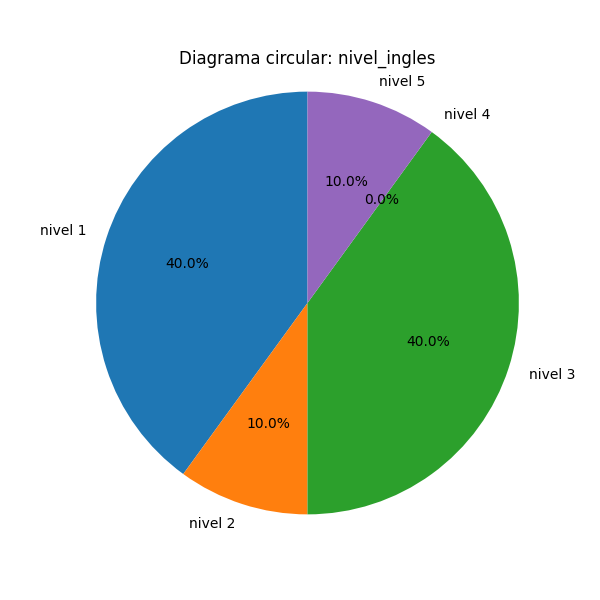 Diagrama circular: nivel_ingles
nivel 5
nivel 4
10.0%
0.0%
nivel 1
40.0%
40.0%
nivel 3
10.0%
nivel 2